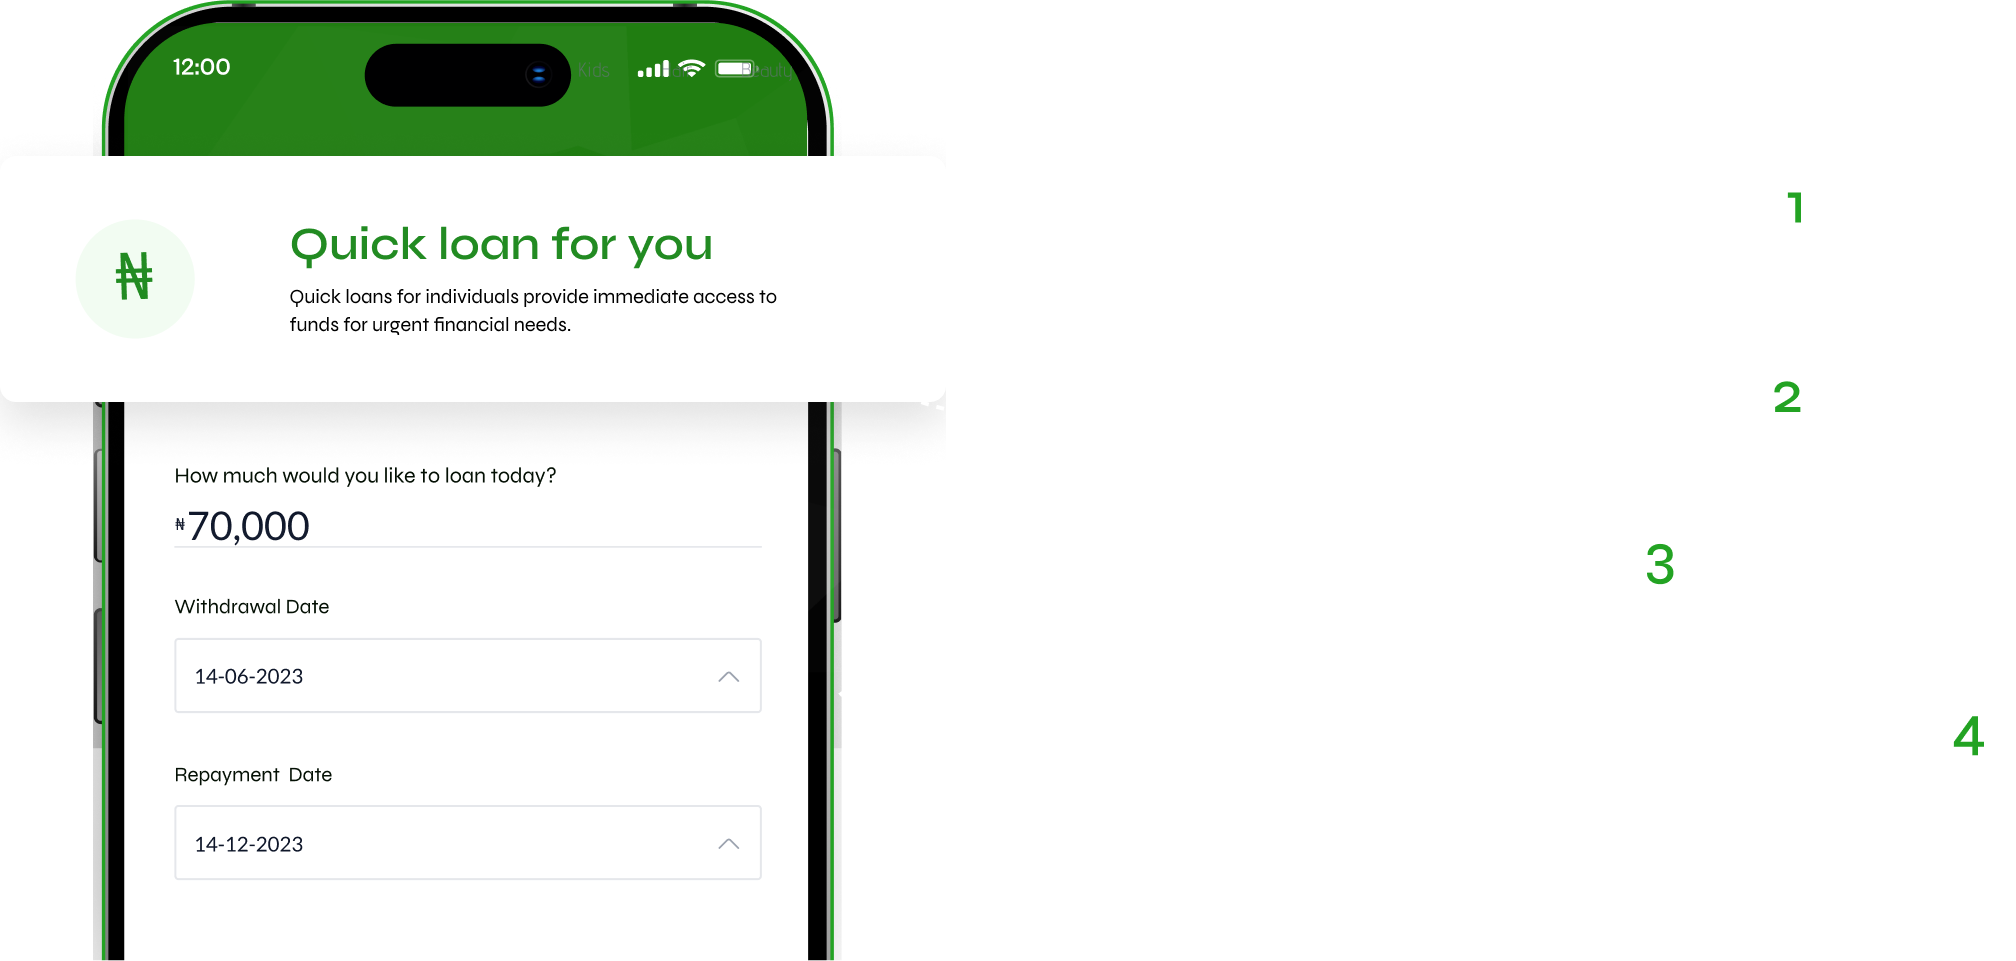 12:00
Kids
Beauty
₦
Quick loan for you
Quick loans for individuals provide immediate access to
funds for urgent financial needs.
How much would you like to loan today?
₦70,000
Withdrawal Date
14-06-2023
Repayment Date
14-12-2023
1
2
3
4